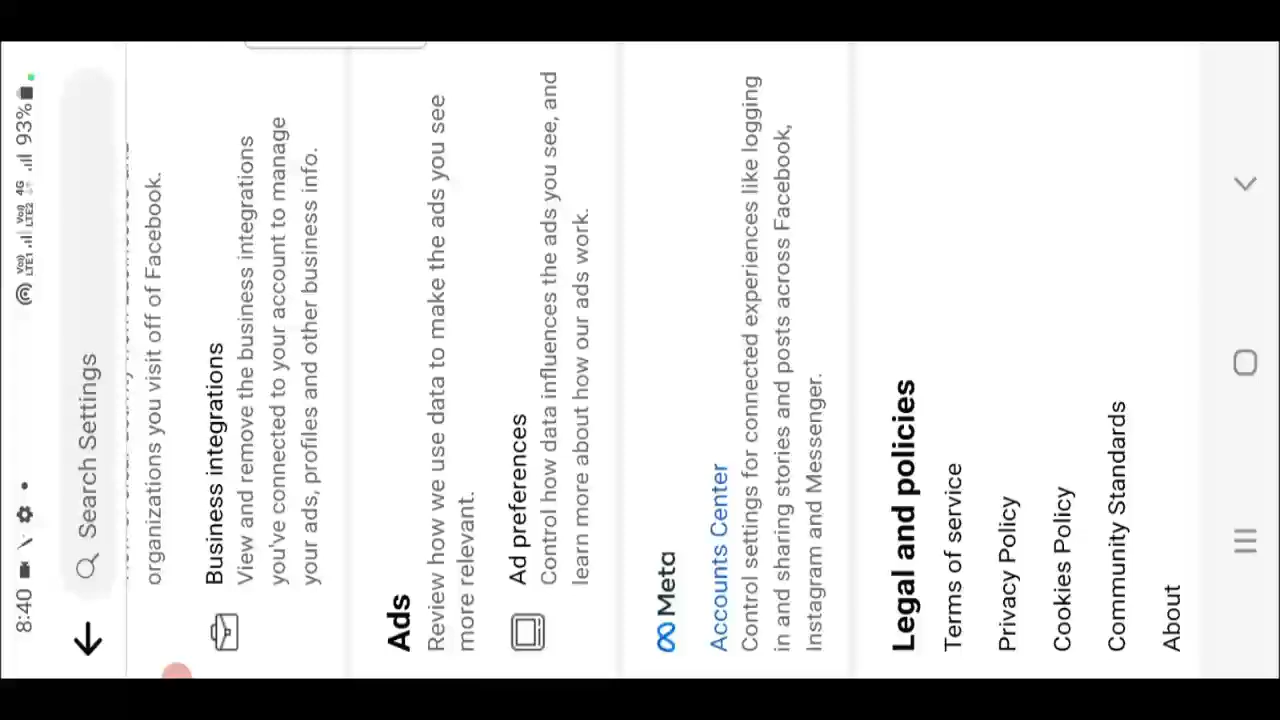 8:40
Vo)) LTE1 Vo)) LTE2 4G 93%
Search Settings
organizations you visit off of Facebook.
Business integrations
View and remove the business integrations
you've connected to your account to manage
your ads, profiles and other business info.
Ads
Review how we use data to make the ads you see
more relevant.
Ad preferences
Control how data influences the ads you see, and
learn more about how our ads work.
Meta
Accounts Center
Control settings for connected experiences like logging
in and sharing stories and posts across Facebook,
Instagram and Messenger.
Legal and policies
Terms of service
Privacy Policy
Cookies Policy
Community Standards
About